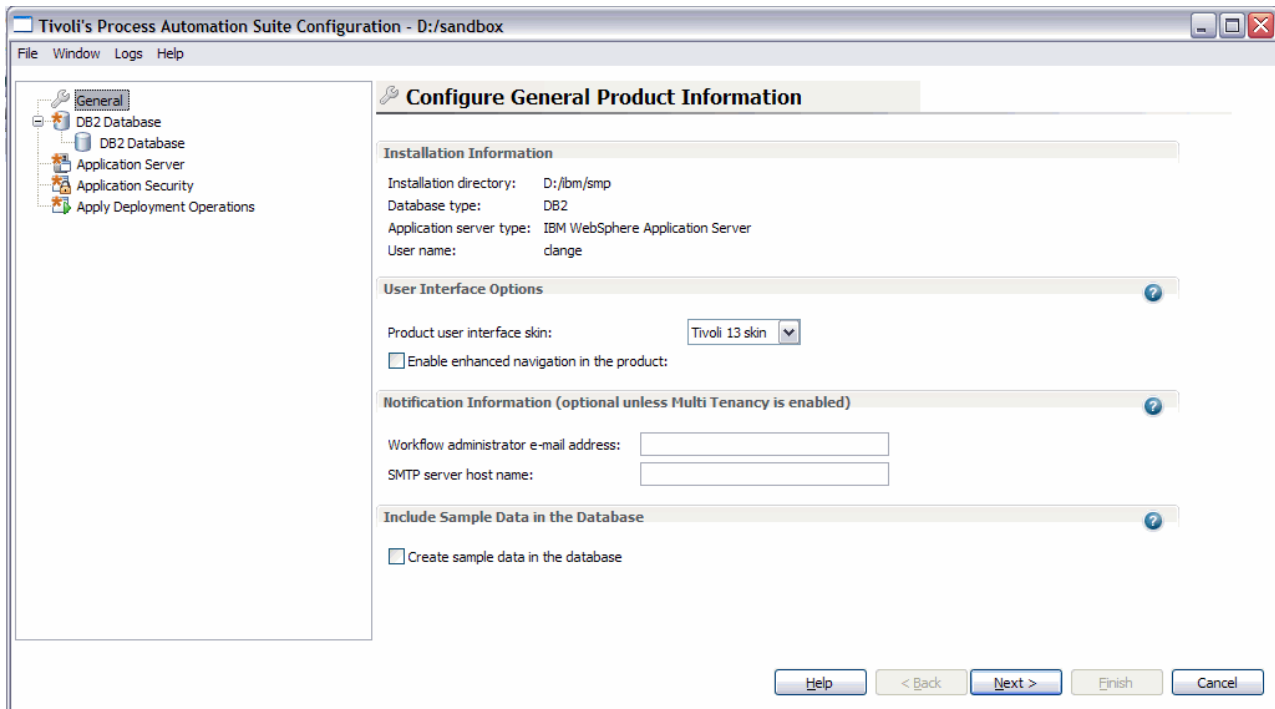 Tivoli's Process Automation Suite Configuration - D:/sandbox
File Window Logs Help
General
DB2 Database
DB2 Database
Application Server
Application Security
Apply Deployment Operations
Configure General Product Information
Installation Information
Installation directory: D:/ibm/smp
Database type: DB2
Application server type: IBM WebSphere Application Server
User name: clange
User Interface Options
?
Product user interface skin: Tivoli 13 skin
Enable enhanced navigation in the product:
Notification Information (optional unless Multi Tenancy is enabled)
?
Workflow administrator e-mail address:
SMTP server host name:
Include Sample Data in the Database
?
Create sample data in the database
Help < Back Next > Finish Cancel